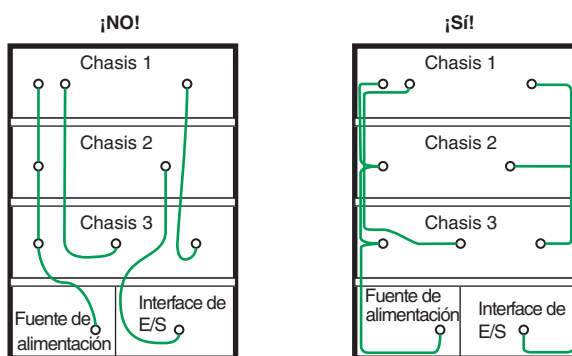 ¡NO!
Chasis 1
Chasis 2
Chasis 3
Fuente de
alimentación
Interface de
E/S
¡Sí!
Chasis 1
Chasis 2
Chasis 3
Fuente de
alimentación
Interface de
E/S